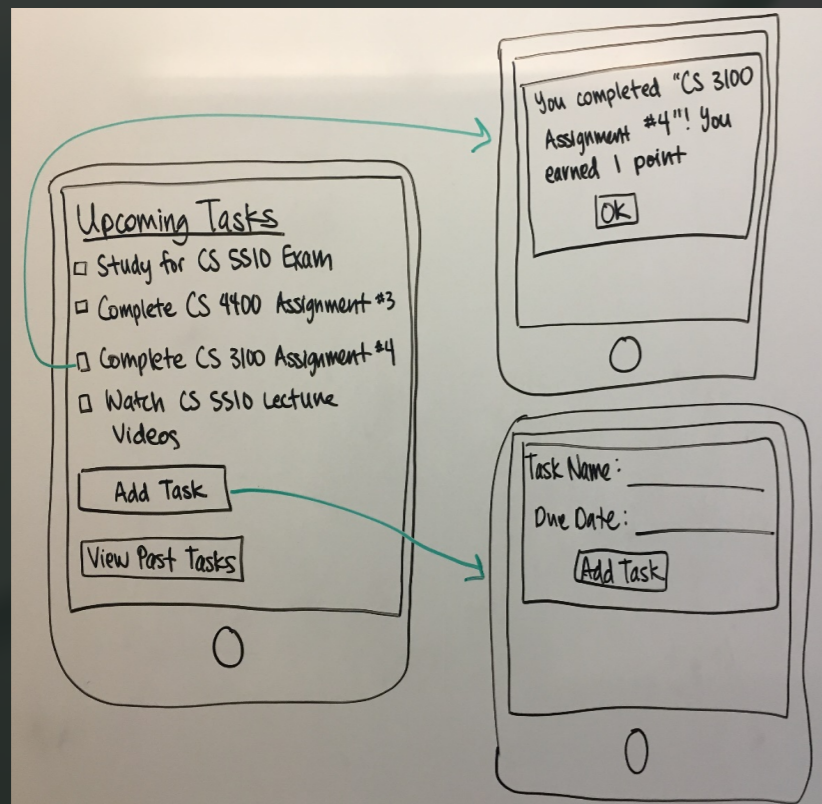 Upcoming Tasks
Study for CS 5510 Exam
Complete CS 4400 Assignment #3
Complete CS 3100 Assignment #4
Watch CS 5510 Lecture
Videos
Add Task
View Past Tasks
You completed "CS 3100
Assignment #4"! You
earned 1 point
OK
Task Name:
Due Date:
Add Task